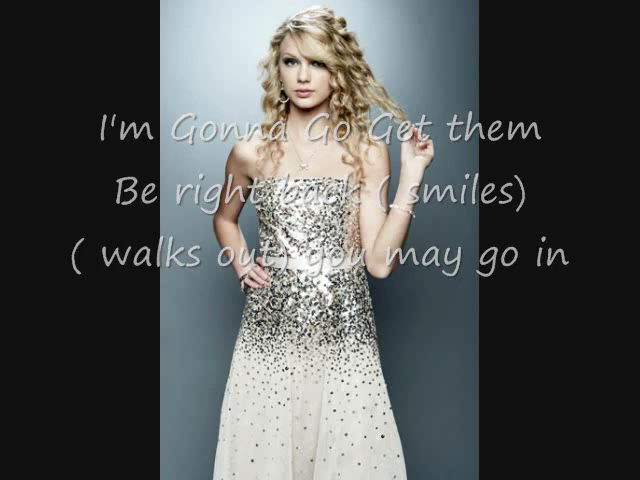 I'm Gonna Go Get them
Be right back ( smiles)
( walks out) you may go in